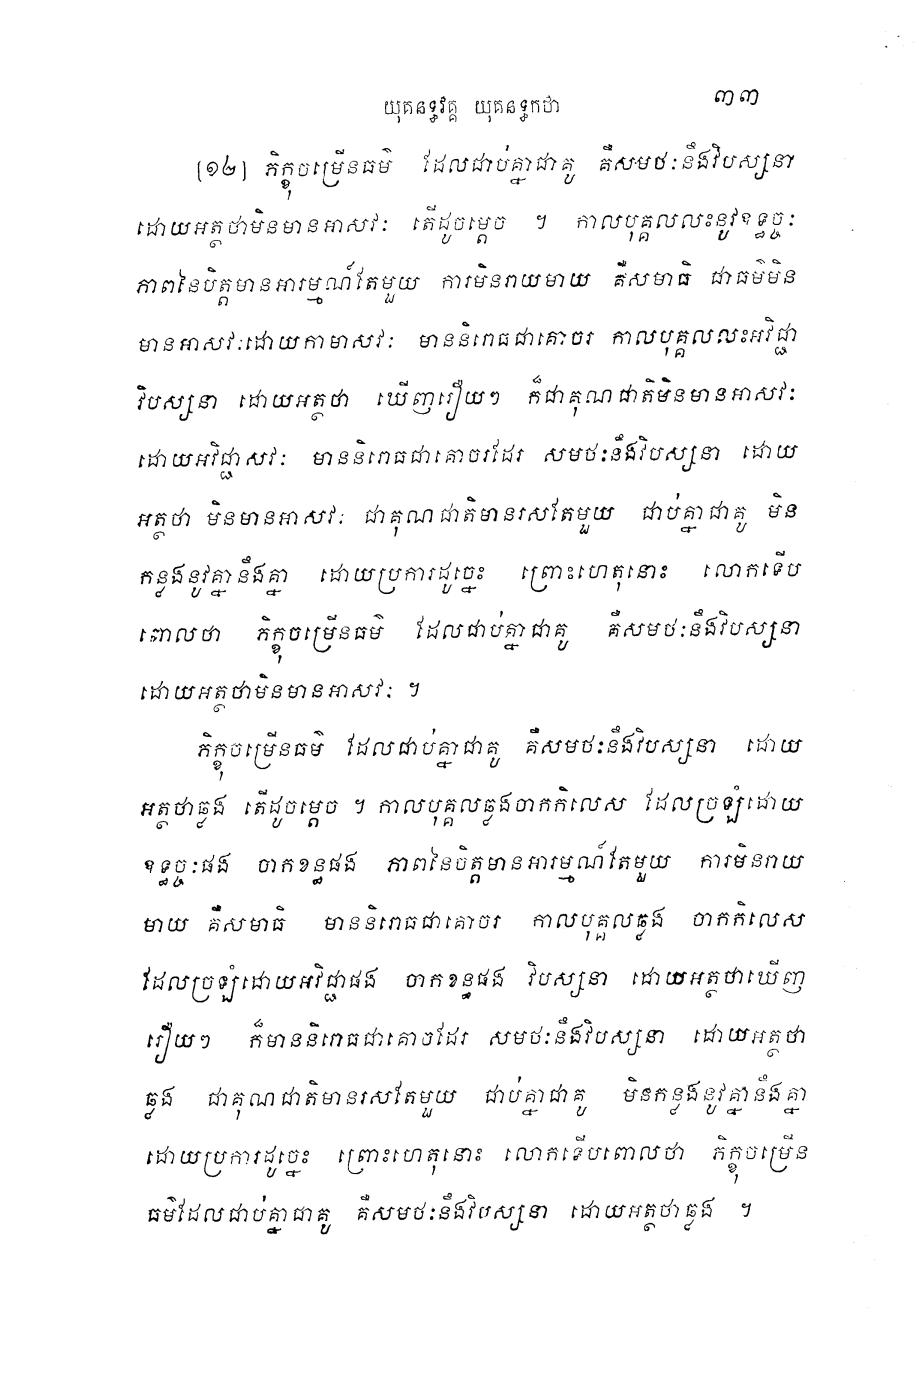 យុគនទ្ធវគ្គ យុគនទ្ធកថា ៣៣
[១៤] ភិក្ខុចម្រើនធម៌ ដែលជាប់គ្នាជាគូ គឺសមថៈនឹងវិបស្សនា
ដោយអត្ថថាមិនមានអាសវៈ តើដូចម្តេច ។ កាលបុគ្គលលះនូវឧទ្ធច្ចៈ
ភាពនៃចិត្តមានអារម្មណ៍តែមួយ ការមិនរាយមាយ គឺសមាធិ ជាធម៌មិន
មានអាសវៈដោយកាមាសវៈ មាននិរោធជាគោចរ កាលបុគ្គលលះអវិជ្ជា
វិបស្សនា ដោយអត្ថថា ឃើញរឿយៗ ក៏ជាគុណជាតិមិនមានអាសវៈ
ដោយអវិជ្ជាសវៈ មាននិរោធជាគោចរដែរ សមថៈនឹងវិបស្សនា ដោយ
អត្ថថា មិនមានអាសវៈ ជាគុណជាតិមានរសតែមួយ ជាប់គ្នាជាគូ មិន
កន្លងនូវគ្នានឹងគ្នា ដោយប្រការដូច្នេះ ព្រោះហេតុនោះ លោកទើប
ពោលថា ភិក្ខុចម្រើនធម៌ ដែលជាប់គ្នាជាគូ គឺសមថៈនឹងវិបស្សនា
ដោយអត្ថថាមិនមានអាសវៈ ។
ភិក្ខុចម្រើនធម៌ ដែលជាប់គ្នាជាគូ គឺសមថៈនឹងវិបស្សនា ដោយ
អត្ថថាឆ្លង តើដូចម្តេច ។ កាលបុគ្គលឆ្លងចាកកិលេស ដែលច្រឡំដោយ
ឧទ្ធច្ចៈផង ចាកខន្ធផង ភាពនៃចិត្តមានអារម្មណ៍តែមួយ ការមិនរាយ
មាយ គឺសមាធិ មាននិរោធជាគោចរ កាលបុគ្គលឆ្លង ចាកកិលេស
ដែលច្រឡំដោយអវិជ្ជាផង ចាកខន្ធផង វិបស្សនា ដោយអត្ថថាឃើញ
រឿយៗ ក៏មាននិរោធជាគោចដែរ សមថៈនឹងវិបស្សនា ដោយអត្ថថា
ឆ្លង ជាគុណជាតិមានរសតែមួយ ជាប់គ្នាជាគូ មិនកន្លងនូវគ្នានឹងគ្នា
ដោយប្រការដូច្នេះ ព្រោះហេតុនោះ លោកទើបពោលថា ភិក្ខុចម្រើន
ធម៌ដែលជាប់គ្នាជាគូ គឺសមថៈនឹងវិបស្សនា ដោយអត្ថថាឆ្លង ។